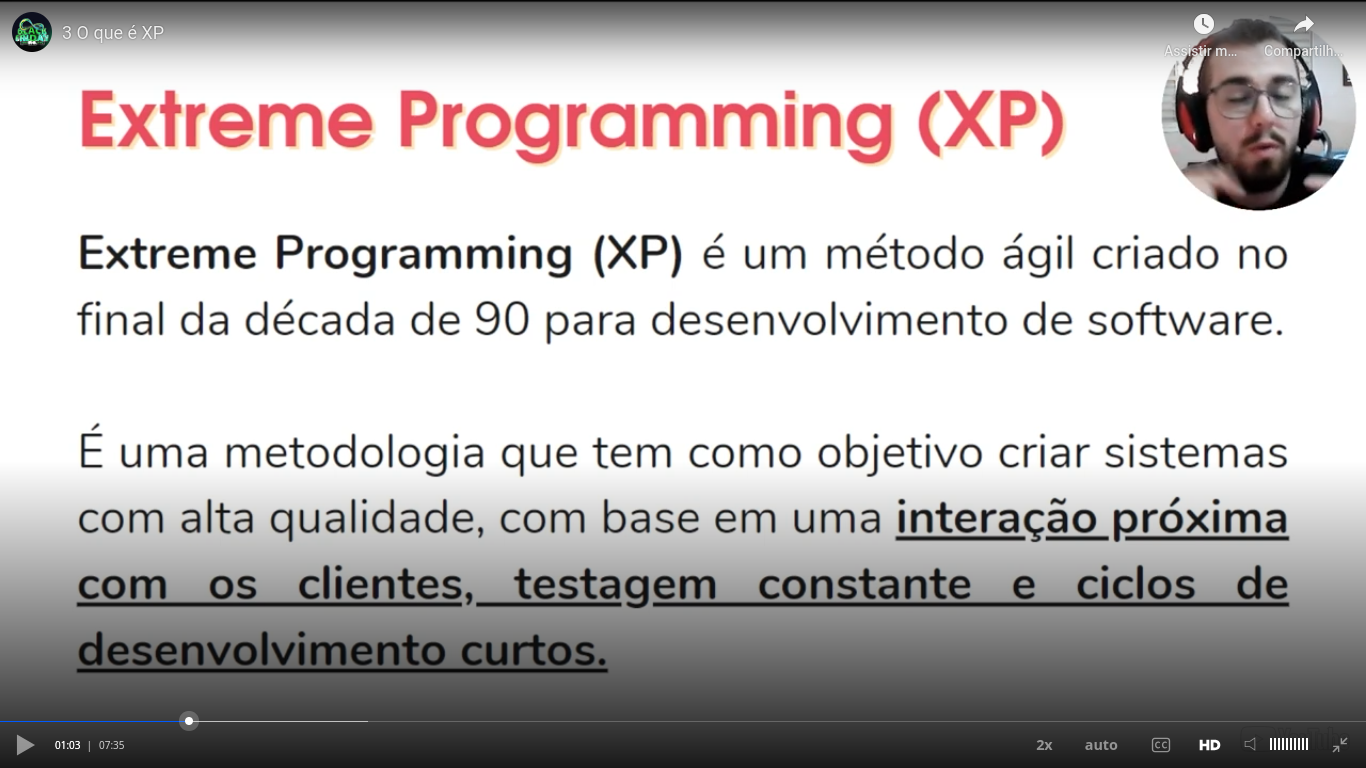 3 O que é XP
Assistir m...
Compartilh...
Extreme Programming (XP)
Extreme Programming (XP) é um método ágil criado no
final da década de 90 para desenvolvimento de software.
É uma metodologia que tem como objetivo criar sistemas
com alta qualidade, com base em uma interação próxima
com os clientes, testagem constante e ciclos de
desenvolvimento curtos.
01:03 | 07:35
2x
auto
CC
HD